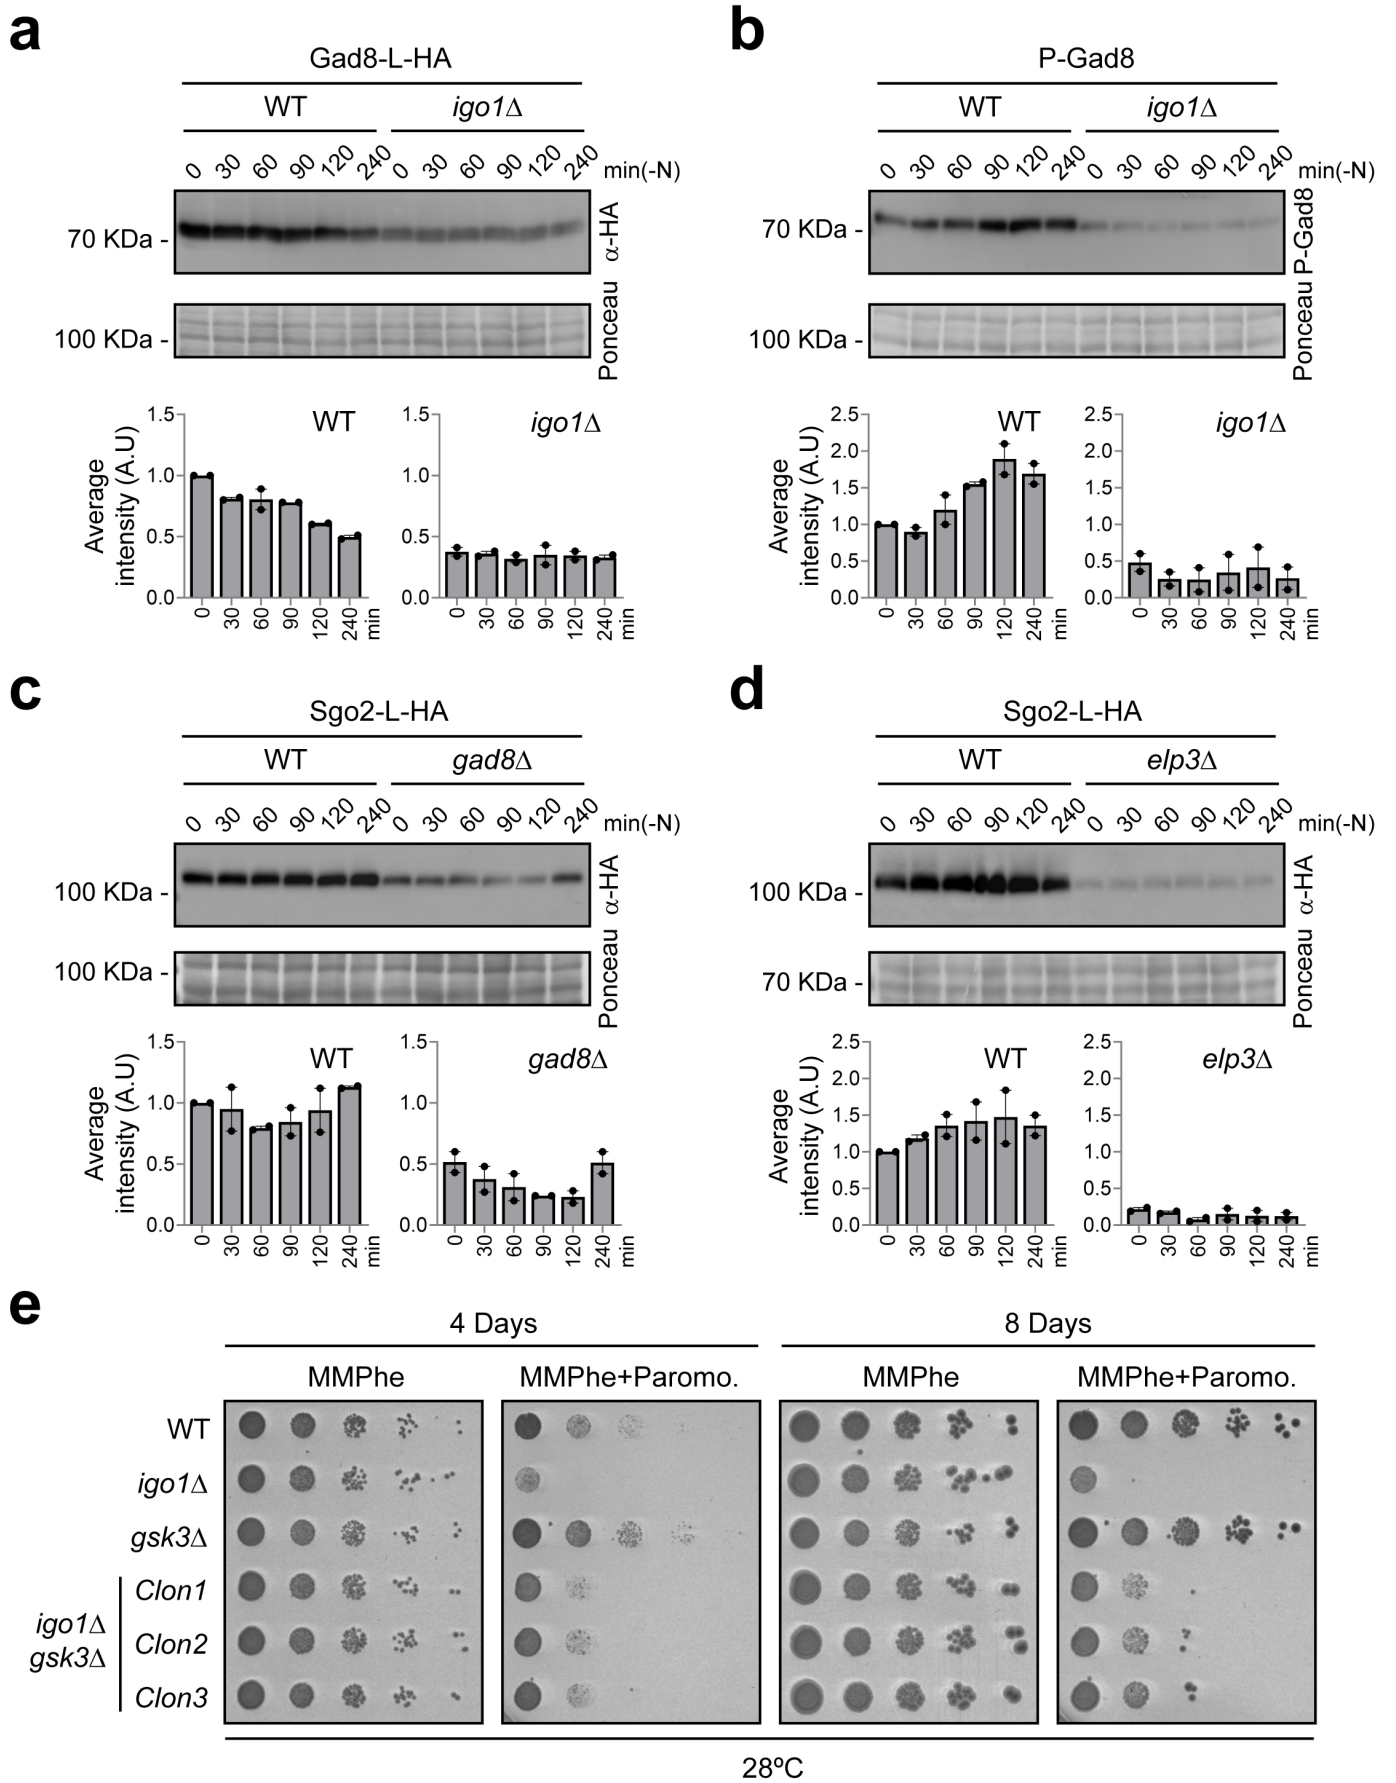 a
Gad8-L-HA
WT igo1Δ
0 30 60 90 120 240 0 30 60 90 120 240 min(-N)
70 KDa -
α-HA
100 KDa -
Ponceau
Average intensity (A.U)
1.5 WT
1.0
0.5
0.0
0 30 60 90 120 240 min
1.5 igo1Δ
1.0
0.5
0.0
0 30 60 90 120 240 min
b
P-Gad8
WT igo1Δ
0 30 60 90 120 240 0 30 60 90 120 240 min(-N)
70 KDa -
P-Gad8
100 KDa -
Ponceau
Average intensity (A.U)
2.5 WT
2.0
1.5
1.0
0.5
0.0
0 30 60 90 120 240 min
2.5 igo1Δ
2.0
1.5
1.0
0.5
0.0
0 30 60 90 120 240 min
c
Sgo2-L-HA
WT gad8Δ
0 30 60 90 120 240 0 30 60 90 120 240 min(-N)
100 KDa -
α-HA
100 KDa -
Ponceau
Average intensity (A.U)
1.5 WT
1.0
0.5
0.0
0 30 60 90 120 240 min
1.5 gad8Δ
1.0
0.5
0.0
0 30 60 90 120 240 min
d
Sgo2-L-HA
WT elp3Δ
0 30 60 90 120 240 0 30 60 90 120 240 min(-N)
100 KDa -
α-HA
70 KDa -
Ponceau
Average intensity (A.U)
2.5 WT
2.0
1.5
1.0
0.5
0.0
0 30 60 90 120 240 min
2.5 elp3Δ
2.0
1.5
1.0
0.5
0.0
0 30 60 90 120 240 min
e
4 Days 8 Days
MMPhe MMPhe+Paromo. MMPhe MMPhe+Paromo.
WT
igo1Δ
gsk3Δ
igo1Δ gsk3Δ
Clon1
Clon2
Clon3
28ºC